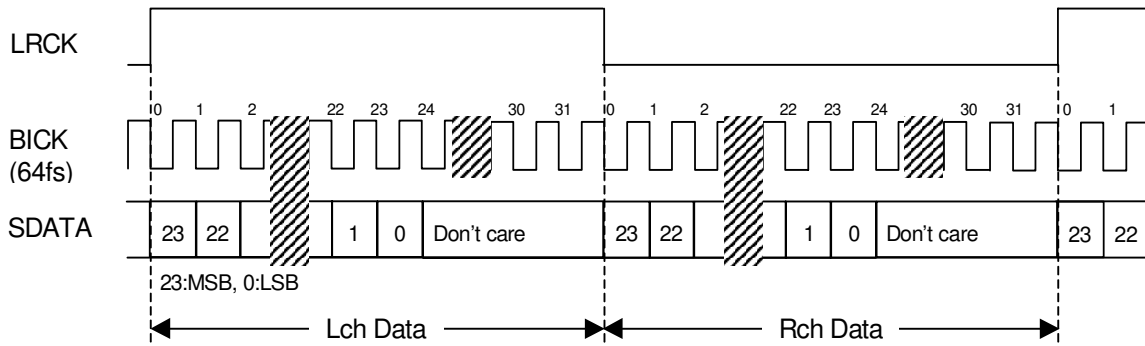 LRCK
0 1 2 22 23 24 30 31 0 1 2 22 23 24 30 31 0 1
BICK
(64fs)
SDATA 23 22 1 0 Don't care 23 22 1 0 Don't care 23 22
23:MSB, 0:LSB
Lch Data Rch Data